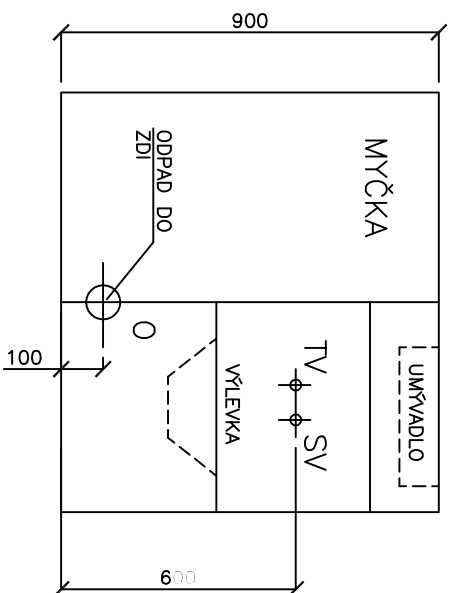 900
MYČKA
ODPAD DO
ZDI
O
100
TV
SV
UMÝVADLO
VÝLEVKA
600